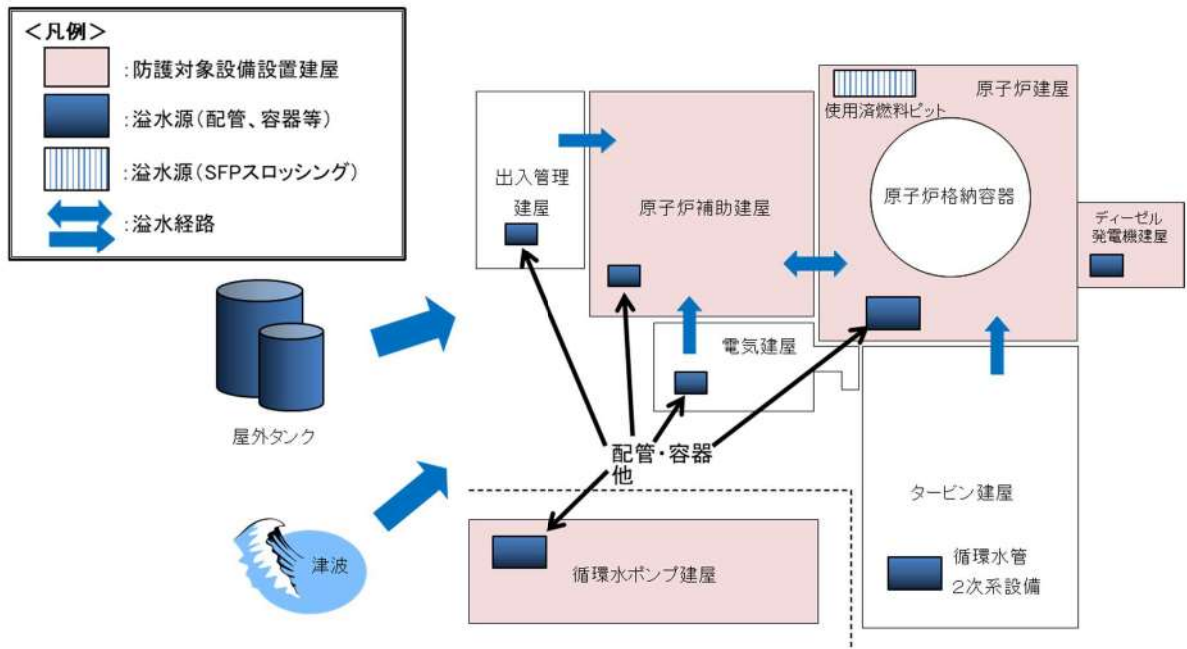 ＜凡例＞
：防護対象設備設置建屋
：溢水源（配管、容器等）
：溢水源（SFPスロッシング）
：溢水経路
原子炉建屋
使用済燃料ピット
原子炉格納容器
出入管理
建屋
原子炉補助建屋
ディーゼル
発電機建屋
電気建屋
屋外タンク
配管・容器
他
タービン建屋
津波
循環水ポンプ建屋
循環水管
２次系設備